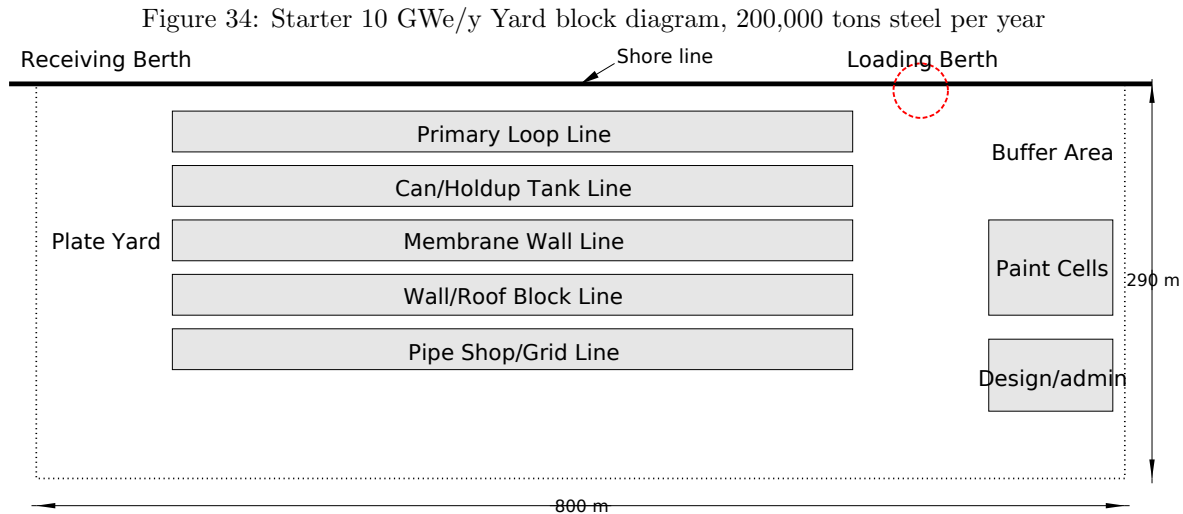 Figure 34: Starter 10 GWe/y Yard block diagram, 200,000 tons steel per year
Receiving Berth
Shore line
Loading Berth
Primary Loop Line
Buffer Area
Can/Holdup Tank Line
Plate Yard
Membrane Wall Line
Paint Cells
290 m
Wall/Roof Block Line
Pipe Shop/Grid Line
Design/admin
800 m